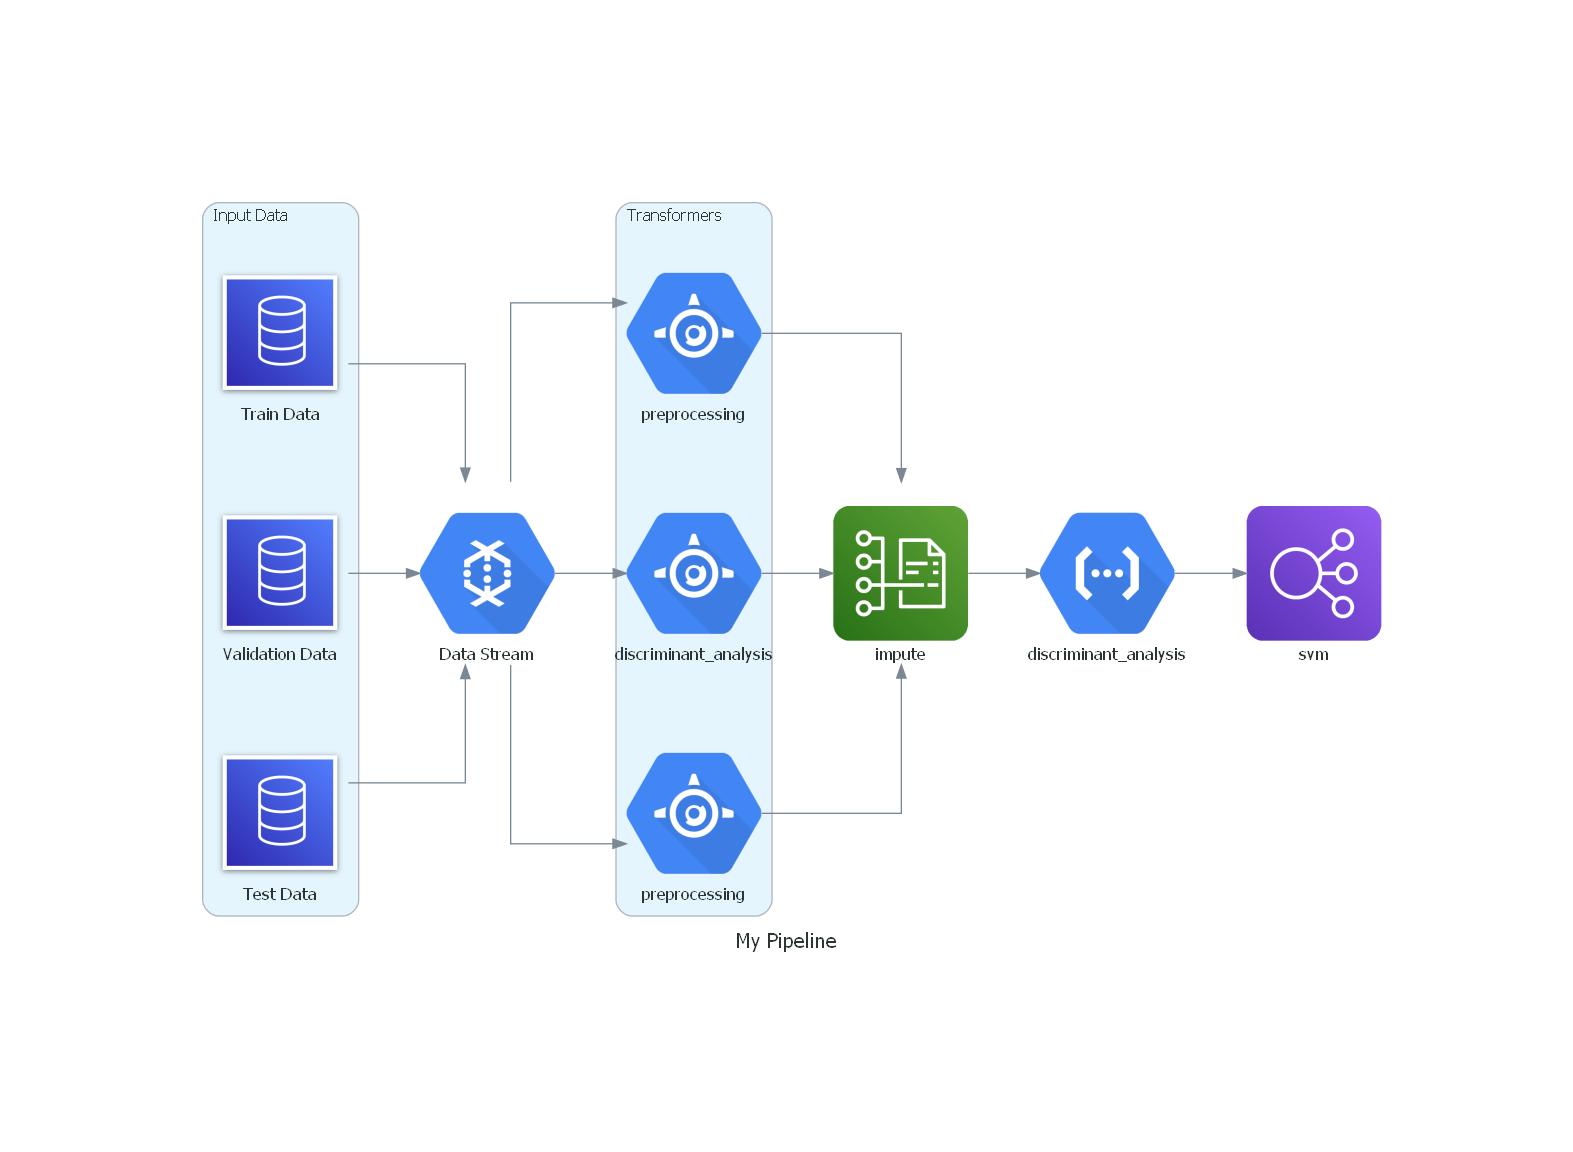 Input Data
Train Data
Validation Data
Test Data
Data Stream
Transformers
preprocessing
discriminant_analysis
preprocessing
impute
discriminant_analysis
svm
My Pipeline